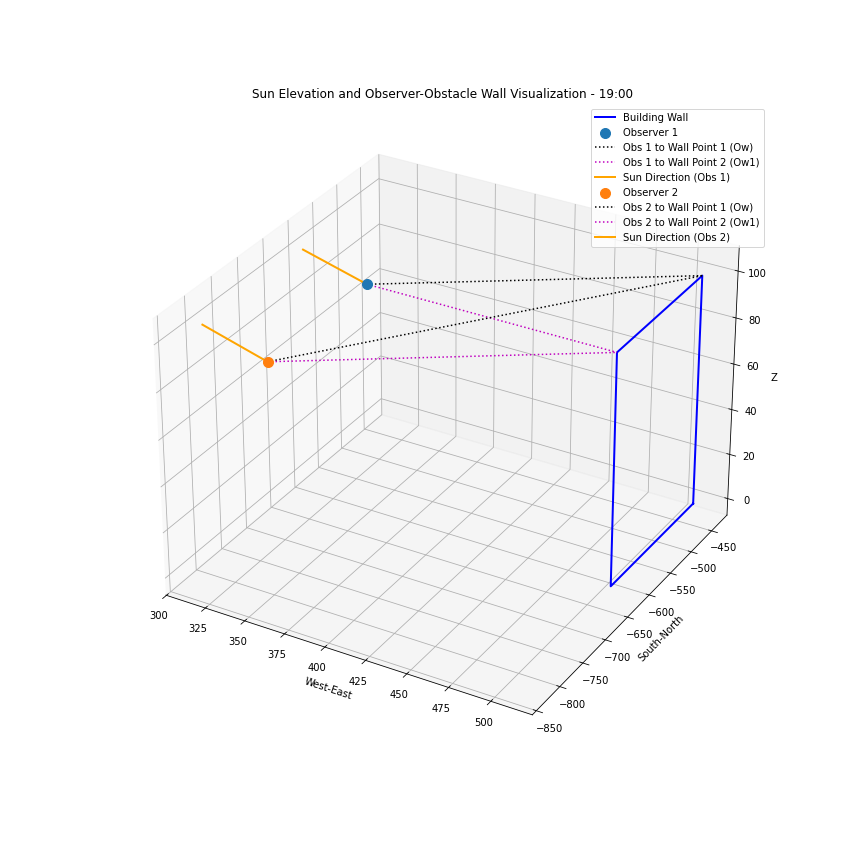 Sun Elevation and Observer-Obstacle Wall Visualization - 19:00
Building Wall
Observer 1
Obs 1 to Wall Point 1 (Ow)
Obs 1 to Wall Point 2 (Ow1)
Sun Direction (Obs 1)
Observer 2
Obs 2 to Wall Point 1 (Ow)
Obs 2 to Wall Point 2 (Ow1)
Sun Direction (Obs 2)
100
80
60
Z
40
20
0
−450
−500
−550
−600
−650
−700
−750
−800
−850
South-North
300
325
350
375
400
425
450
475
500
West-East